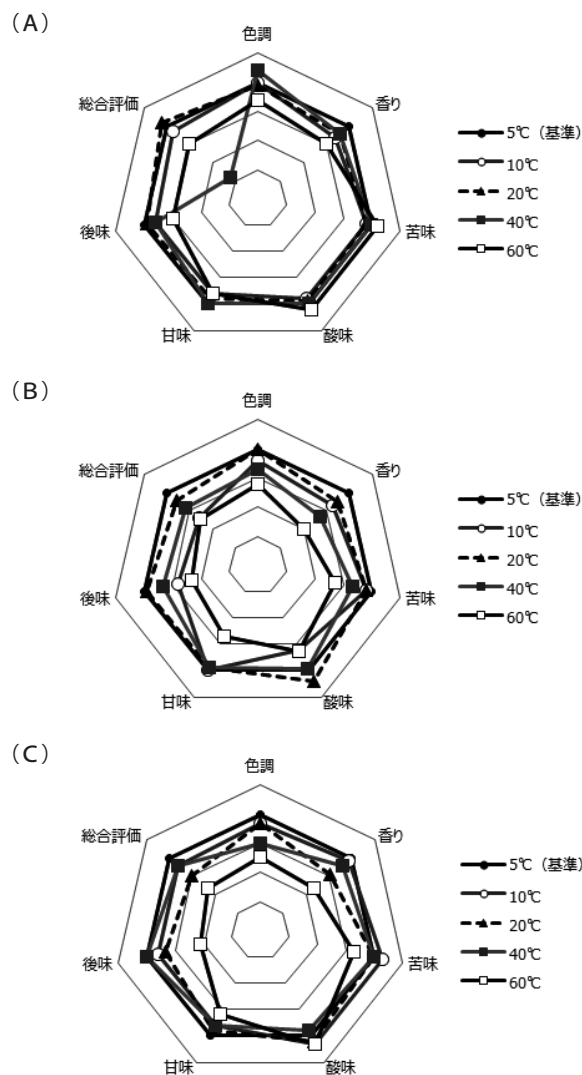 （A）
色調
総合評価
香り
後味
苦味
甘味
酸味
5℃（基準）
10℃
20℃
40℃
60℃
（B）
色調
総合評価
香り
後味
苦味
甘味
酸味
5℃（基準）
10℃
20℃
40℃
60℃
（C）
色調
総合評価
香り
後味
苦味
甘味
酸味
5℃（基準）
10℃
20℃
40℃
60℃